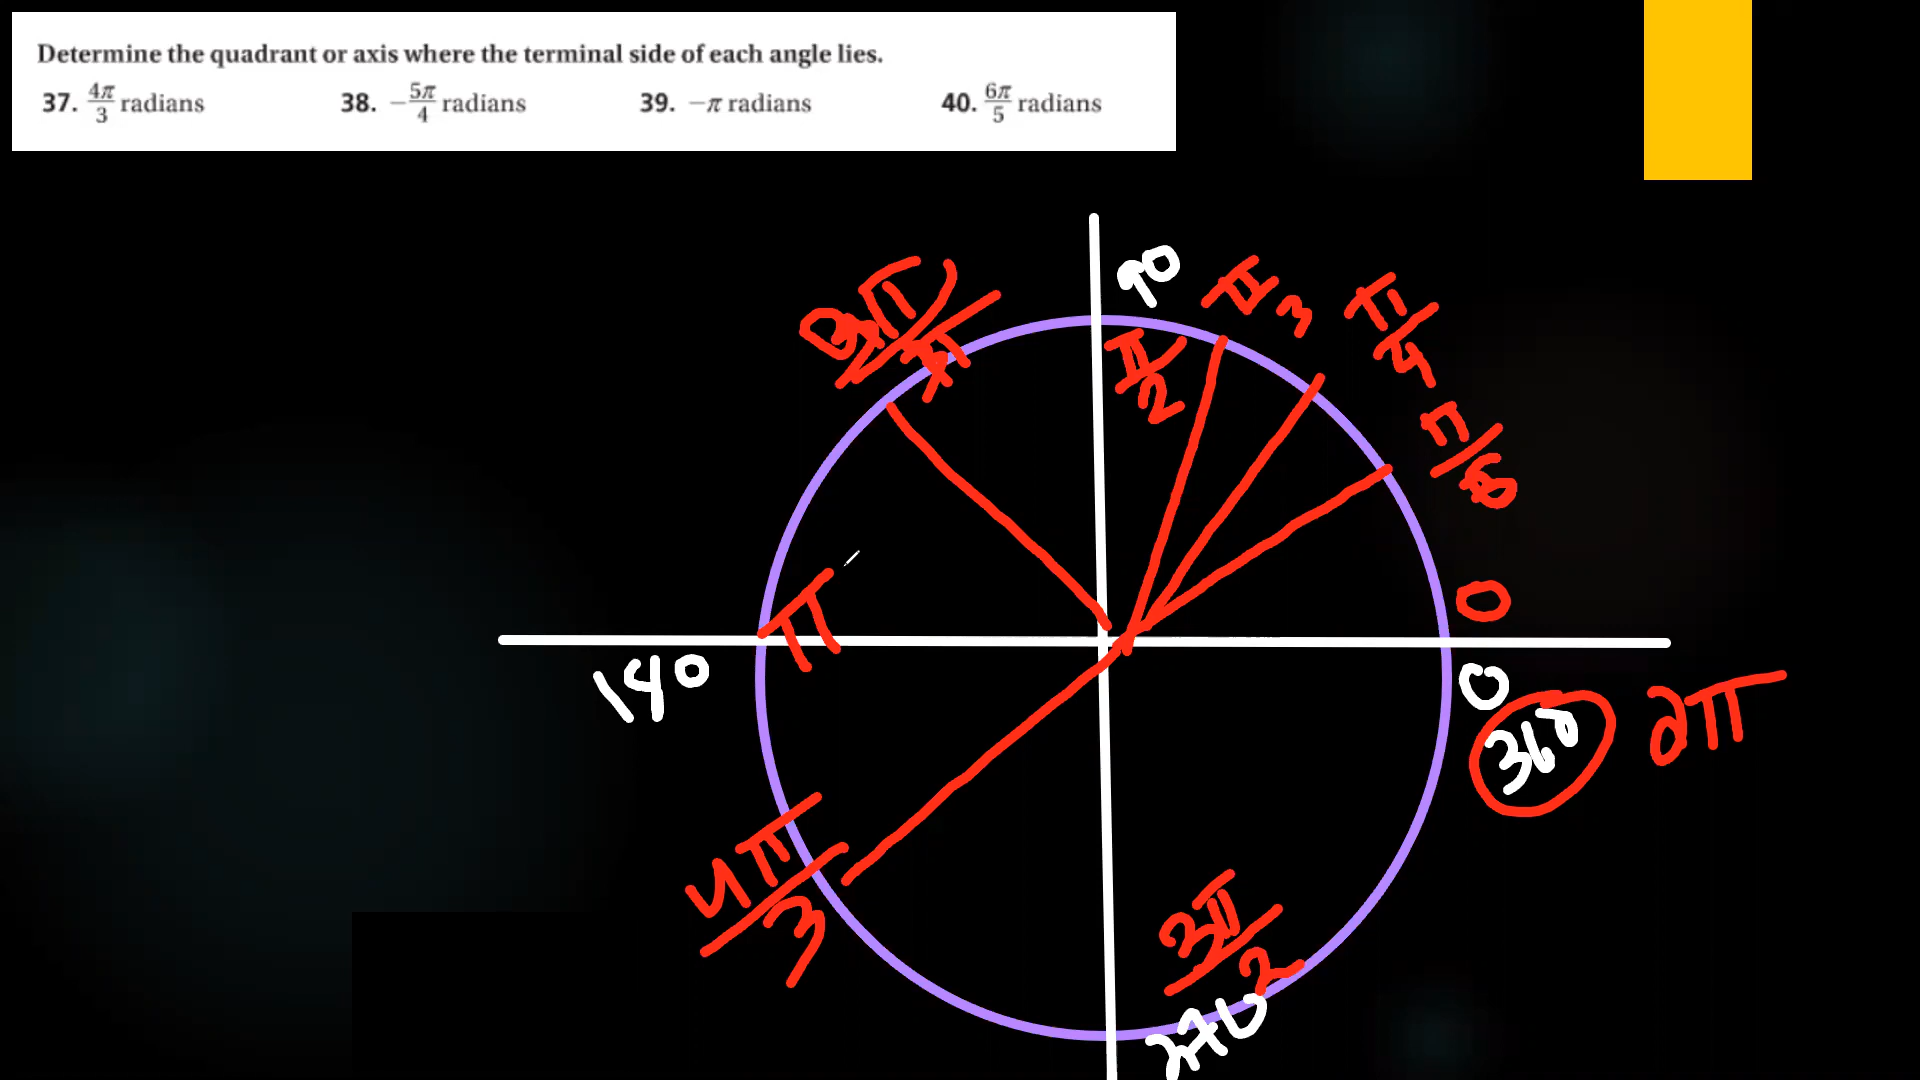 Determine the quadrant or axis where the terminal side of each angle lies.
37. 4π/3 radians 38. −5π/4 radians 39. −π radians 40. 6π/5 radians
90
π/3
π/4
π/2
π/6
0
π
180
0
360
2π
4π/3
3π/2
270